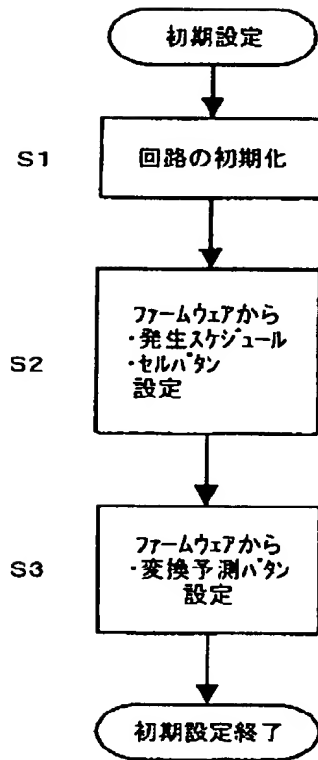 初期設定
S1
回路の初期化
S2
ファームウェアから
・発生スケジュール
・セルパタン
設定
S3
ファームウェアから
・変換予測パタン
設定
初期設定終了